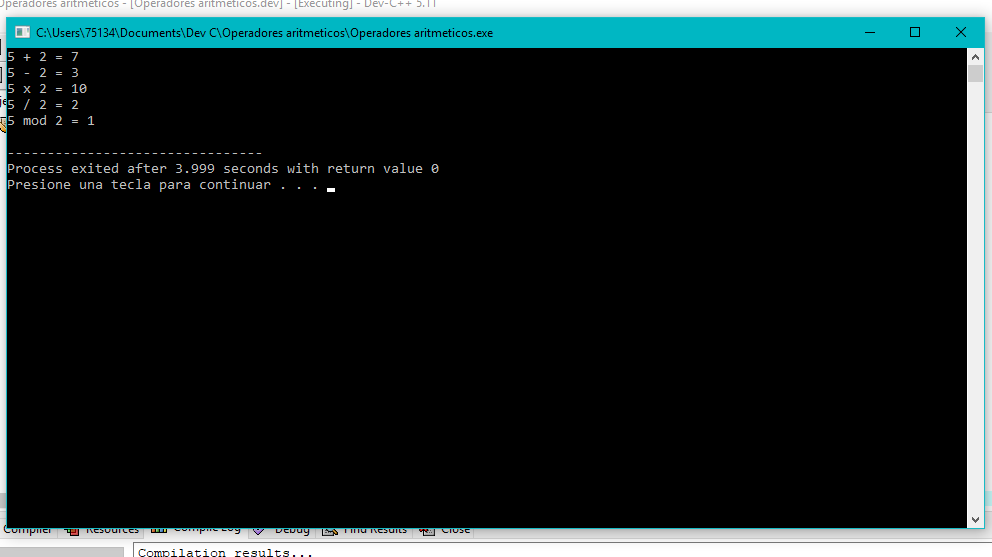 Operadores aritmeticos - [Operadores aritmeticos.dev] - [Executing] - Dev-C++ 5.11
C:\Users\75134\Documents\Dev C\Operadores aritmeticos\Operadores aritmeticos.exe
5 + 2 = 7
5 - 2 = 3
5 x 2 = 10
5 / 2 = 2
5 mod 2 = 1
--------------------------------
Process exited after 3.999 seconds with return value 0
Presione una tecla para continuar . . .
Compiler Resources Compile Log Debug Find Results Close
Compilation results...